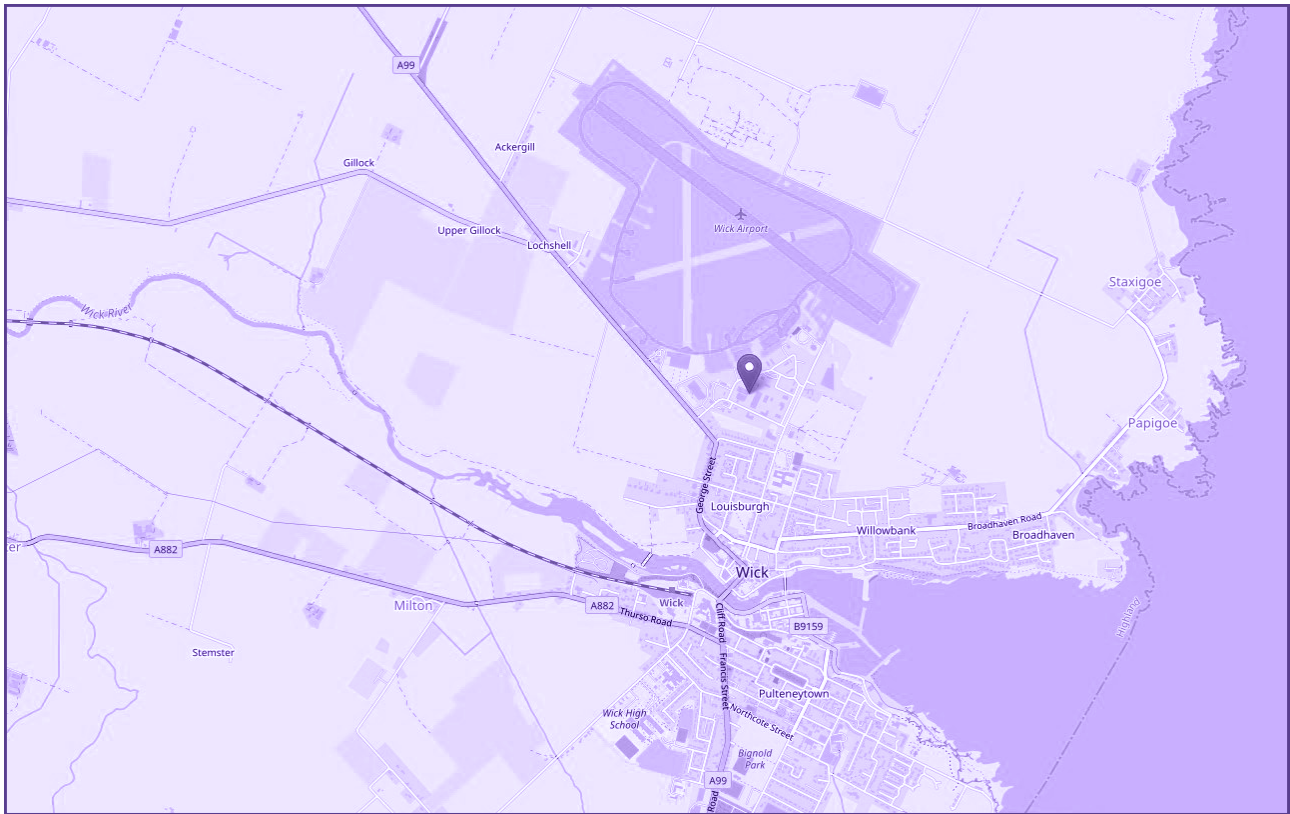 A99
Ackergill
Gillock
Upper Gillock
Lochshell
Wick Airport
Staxigoe
Wick River
Papigoe
George Street
Louisburgh
Willowbank
Broadhaven Road
Broadhaven
ter
A882
Wick
Milton
A882
Wick
Thurso Road
Cliff Road
B9159
Highland
Stemster
Francis Street
Pulteneytown
Wick High
School
Northcote Street
Bignold
Park
A99
Road